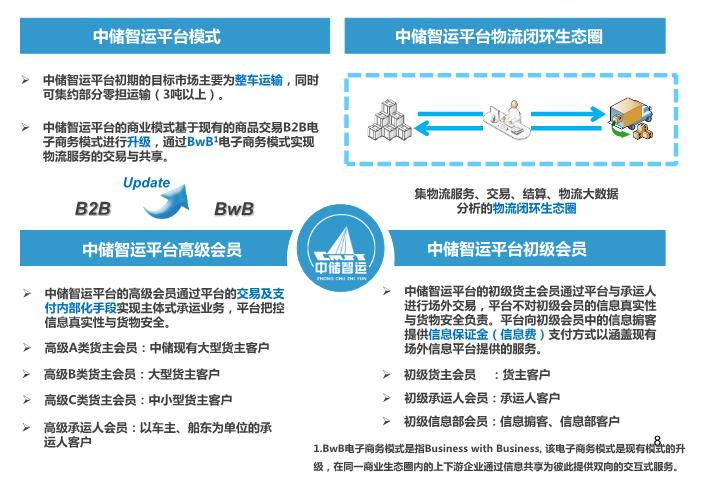 中储智运平台模式
➢ 中储智运平台初期的目标市场主要为整车运输，同时
可集约部分零担运输（3吨以上）。
➢ 中储智运平台的商业模式基于现有的商品交易B2B电
子商务模式进行升级，通过BwB¹电子商务模式实现
物流服务的交易与共享。
Update
B2B BwB
中储智运平台物流闭环生态圈
集物流服务、交易、结算、物流大数据
分析的物流闭环生态圈
中储智运
ZHONG CHU ZHI YUN
中储智运平台高级会员
➢ 中储智运平台的高级会员通过平台的交易及支
付内部化手段实现主体式承运业务，平台把控
信息真实性与货物安全。
➢ 高级A类货主会员：中储现有大型货主客户
➢ 高级B类货主会员：大型货主客户
➢ 高级C类货主会员：中小型货主客户
➢ 高级承运人会员：以车主、船东为单位的承
运人客户
中储智运平台初级会员
➢ 中储智运平台的初级货主会员通过平台与承运人
进行场外交易，平台不对初级会员的信息真实性
与货物安全负责。平台向初级会员中的信息掮客
提供信息保证金（信息费）支付方式以涵盖现有
场外信息平台提供的服务。
➢ 初级货主会员 ：货主客户
➢ 初级承运人会员：承运人客户
➢ 初级信息部会员：信息掮客、信息部客户
8
1.BwB电子商务模式是指Business with Business, 该电子商务模式是现有模式的升
级，在同一商业生态圈内的上下游企业通过信息共享为彼此提供双向的交互式服务。